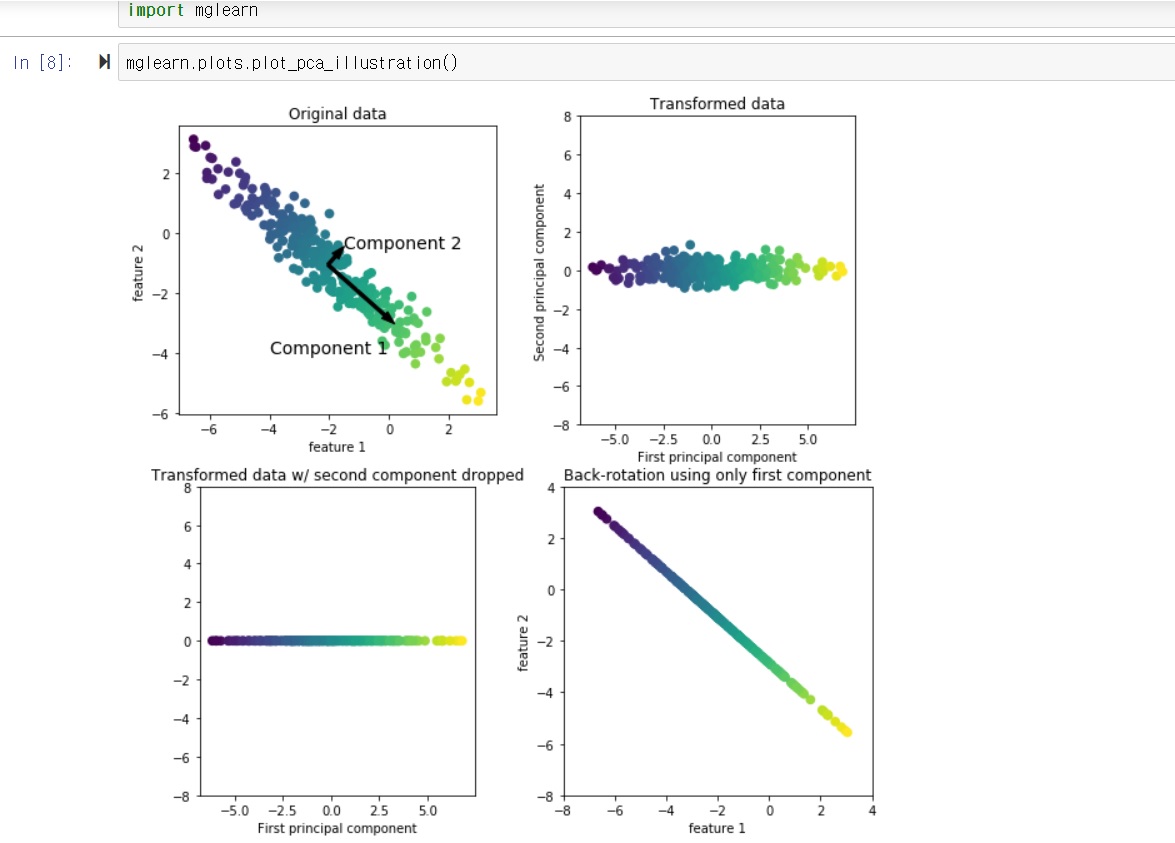 import mglearn
In [8]:
mglearn.plots.plot_pca_illustration()
Original data
2
0
−2
−4
−6
feature 2
Component 2
Component 1
−6 −4 −2 0 2
feature 1
Transformed data
8
6
4
2
0
−2
−4
−6
−8
Second principal component
−5.0 −2.5 0.0 2.5 5.0
First principal component
Transformed data w/ second component dropped
8
6
4
2
0
−2
−4
−6
−8
−5.0 −2.5 0.0 2.5 5.0
First principal component
Back-rotation using only first component
4
2
0
−2
−4
−6
−8
feature 2
−8 −6 −4 −2 0 2 4
feature 1